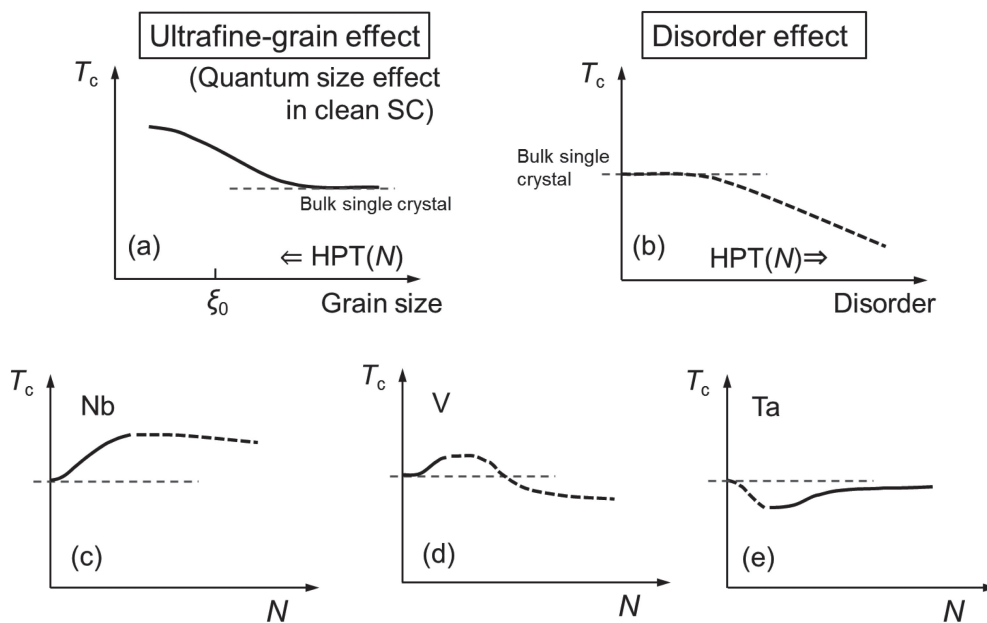 Ultrafine-grain effect
Tc
(Quantum size effect
in clean SC)
Bulk single crystal
(a)
⇐ HPT(N)
ξ0
Grain size
Disorder effect
Tc
Bulk single
crystal
(b)
HPT(N)⇒
Disorder
Tc
Nb
(c)
N
Tc
V
(d)
N
Tc
Ta
(e)
N